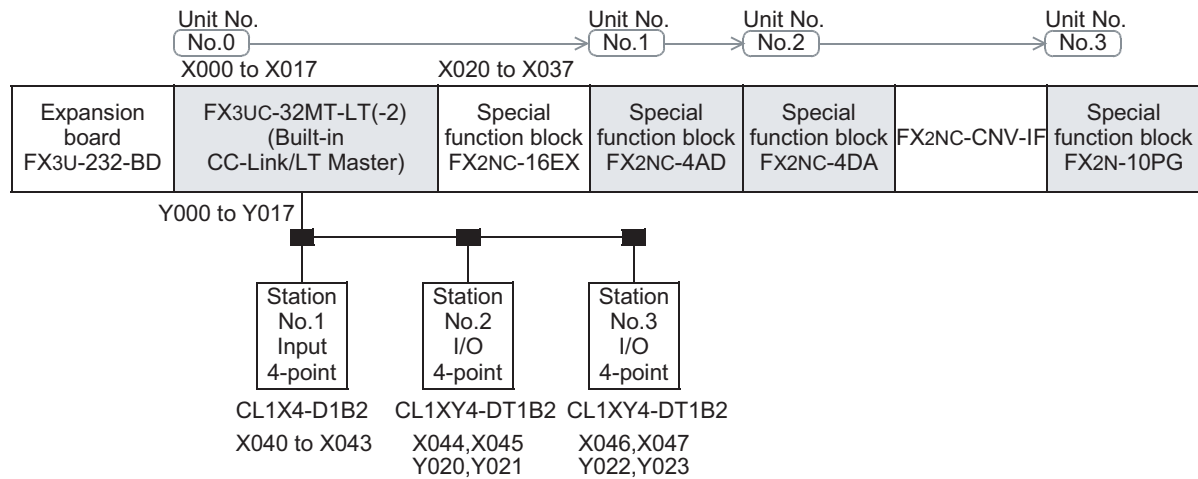 Unit No. Unit No. Unit No. Unit No.
No.0 No.1 No.2 No.3
X000 to X017 X020 to X037
Expansion board FX3U-232-BD
FX3UC-32MT-LT(-2) (Built-in CC-Link/LT Master)
Special function block FX2NC-16EX
Special function block FX2NC-4AD
Special function block FX2NC-4DA
FX2NC-CNV-IF
Special function block FX2N-10PG
Y000 to Y017
Station No.1 Input 4-point
Station No.2 I/O 4-point
Station No.3 I/O 4-point
CL1X4-D1B2 CL1XY4-DT1B2 CL1XY4-DT1B2
X040 to X043 X044,X045 X046,X047
Y020,Y021 Y022,Y023